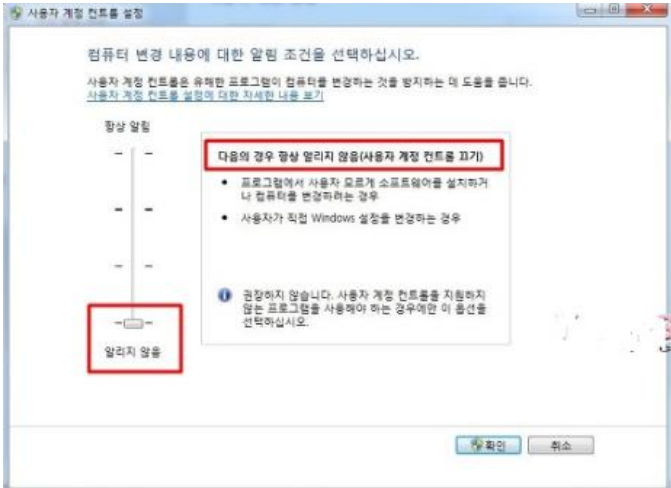 사용자 계정 컨트롤 설정
컴퓨터 변경 내용에 대한 알림 조건을 선택하십시오.
사용자 계정 컨트롤은 유해한 프로그램이 컴퓨터를 변경하는 것을 방지하는 데 도움을 줍니다.
사용자 계정 컨트롤 설정에 대한 자세한 내용 보기
항상 알림
다음의 경우 항상 알리지 않음(사용자 계정 컨트롤 끄기)
• 프로그램에서 사용자 모르게 소프트웨어를 설치하거
나 컴퓨터를 변경하려는 경우
• 사용자가 직접 Windows 설정을 변경하는 경우
권장하지 않습니다. 사용자 계정 컨트롤을 지원하지
않는 프로그램을 사용해야 하는 경우에만 이 옵션을
선택하십시오.
알리지 않음
확인
취소